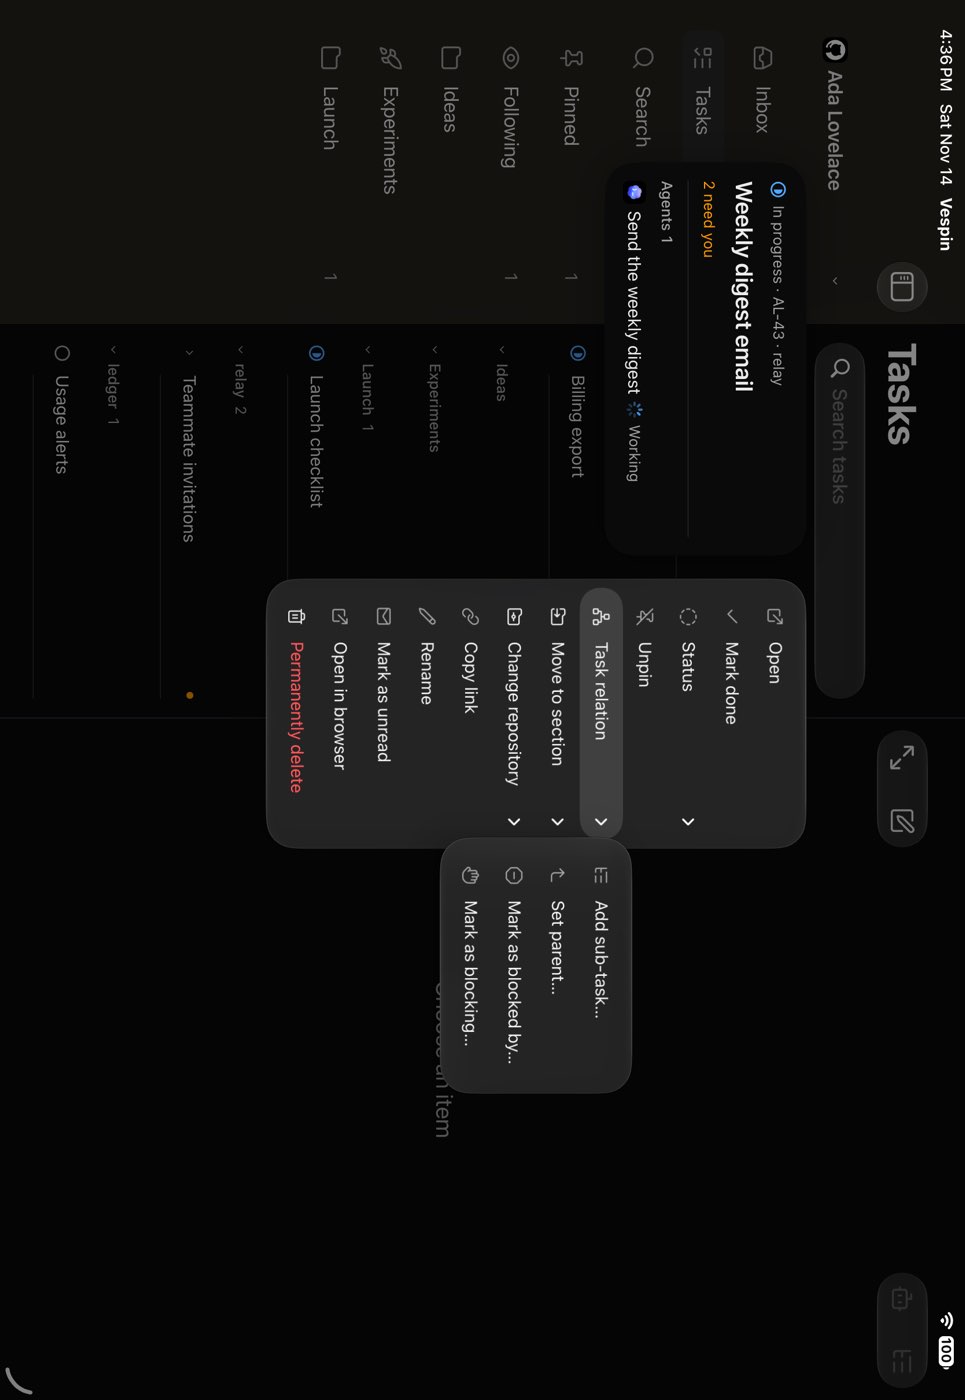 4:36 PM Sat Nov 14 Vespin
100
Ada Lovelace
Inbox
Tasks
Search
Pinned 1
Following 1
Ideas
Experiments
Launch 1
Tasks
Search tasks
In progress · AL-43 · relay
Weekly digest email
2 need you
Agents 1
Send the weekly digest Working
Billing export
Ideas
Experiments
Launch 1
Launch checklist
relay 2
Teammate invitations
ledger 1
Usage alerts
Open
Mark done
Status
Unpin
Task relation
Move to section
Change repository
Copy link
Rename
Mark as unread
Open in browser
Permanently delete
Add sub-task...
Set parent...
Mark as blocked by...
Mark as blocking...
Choose an item